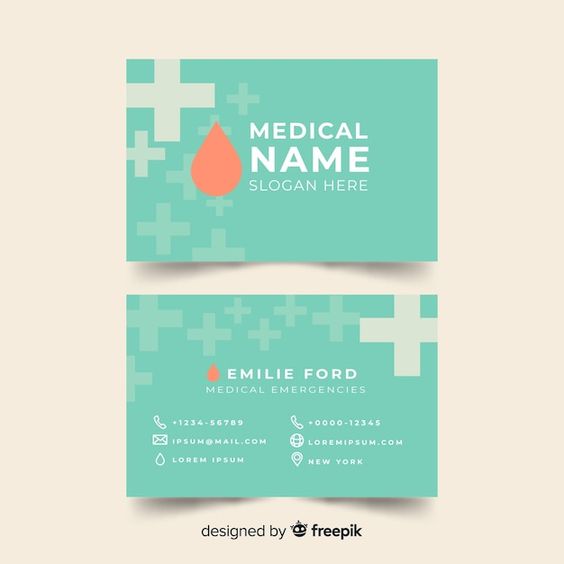 MEDICAL
NAME
SLOGAN HERE
EMILIE FORD
MEDICAL EMERGENCIES
+1234-56789
+0000-12345
IPSUM@MAIL.COM
LOREMIPSUM.COM
LOREM IPSUM
NEW YORK
designed by freepik